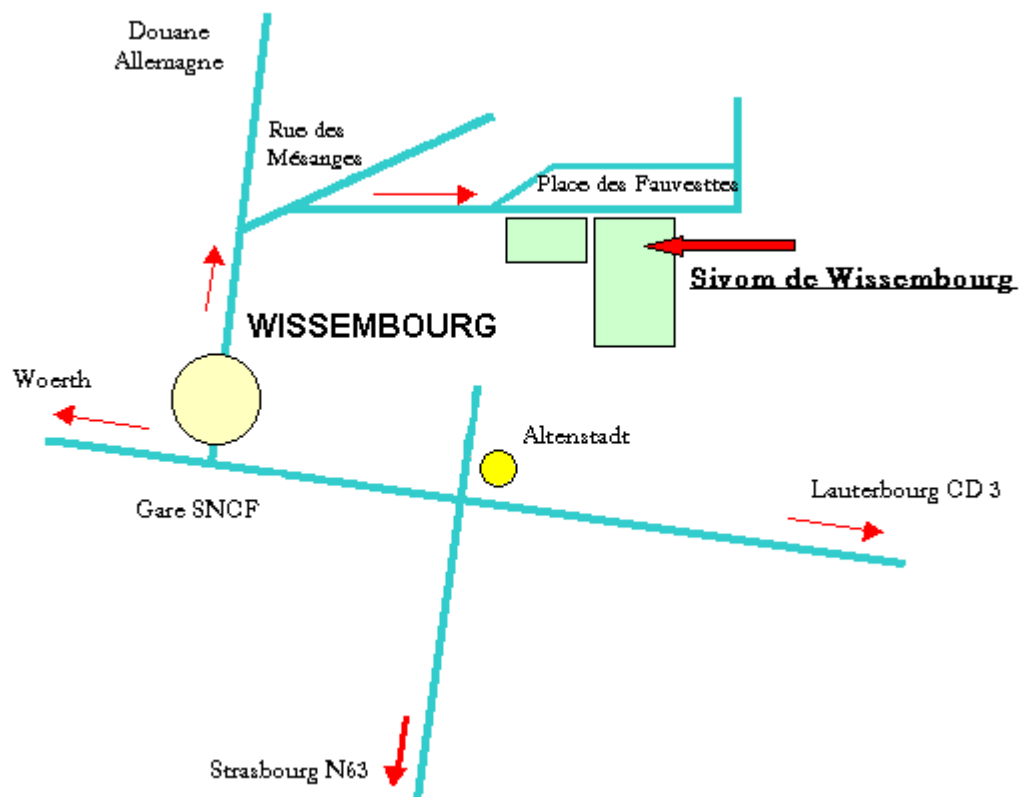 Douane
Allemagne
Rue des
Mésanges
Place des Fauvesttes
Sivom de Wissembourg
WISSEMBOURG
Woerth
Altenstadt
Lauterbourg CD 3
Gare SNCF
Strasbourg N63